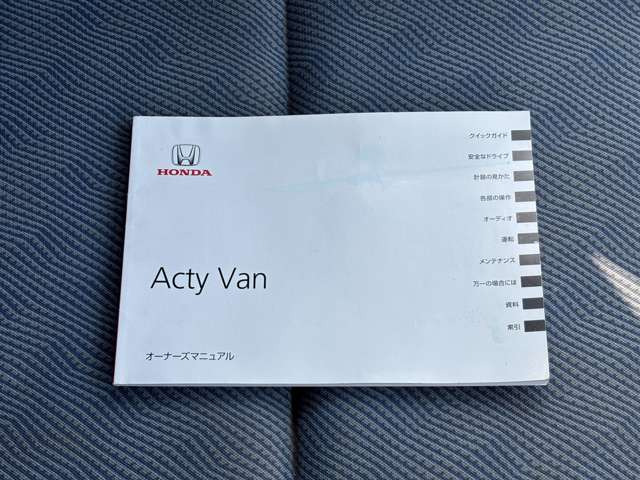 HONDA
Acty Van
オーナーズマニュアル
クイックガイド
安全なドライブ
計器の見かた
各部の操作
オーディオ
運転
メンテナンス
万一の場合には
資料
索引